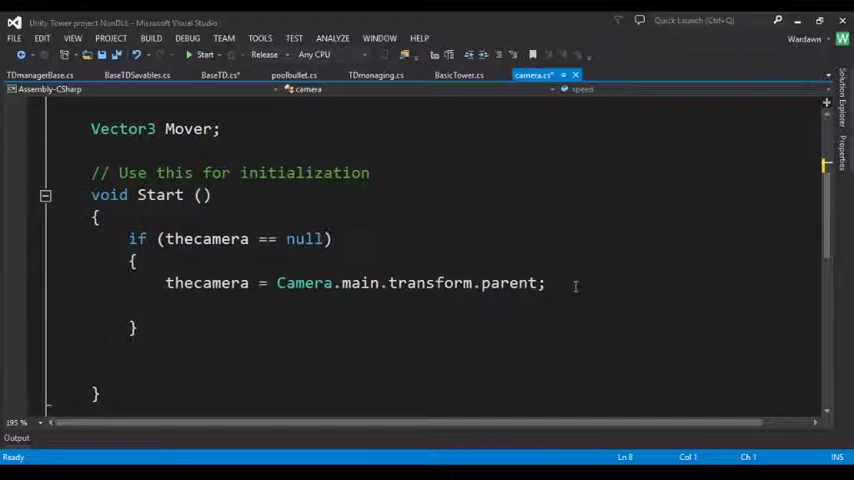 Unity Tower project NonDLL - Microsoft Visual Studio
Quick Launch (Ctrl+Q)
FILE EDIT VIEW PROJECT BUILD DEBUG TEAM TOOLS TEST ANALYZE WINDOW HELP
Wardawn W
Start Release Any CPU
TDmanagerBase.cs BaseTDSavables.cs BaseTD.cs* poolbullet.cs TDmanaging.cs BasicTower.cs camera.cs*
Assembly-CSharp camera speed
Solution Explorer
Properties
Vector3 Mover;
// Use this for initialization
void Start ()
{
if (thecamera == null)
{
thecamera = Camera.main.transform.parent;
}
}
195 %
Output
Ready Ln 8 Col 1 Ch 1 INS